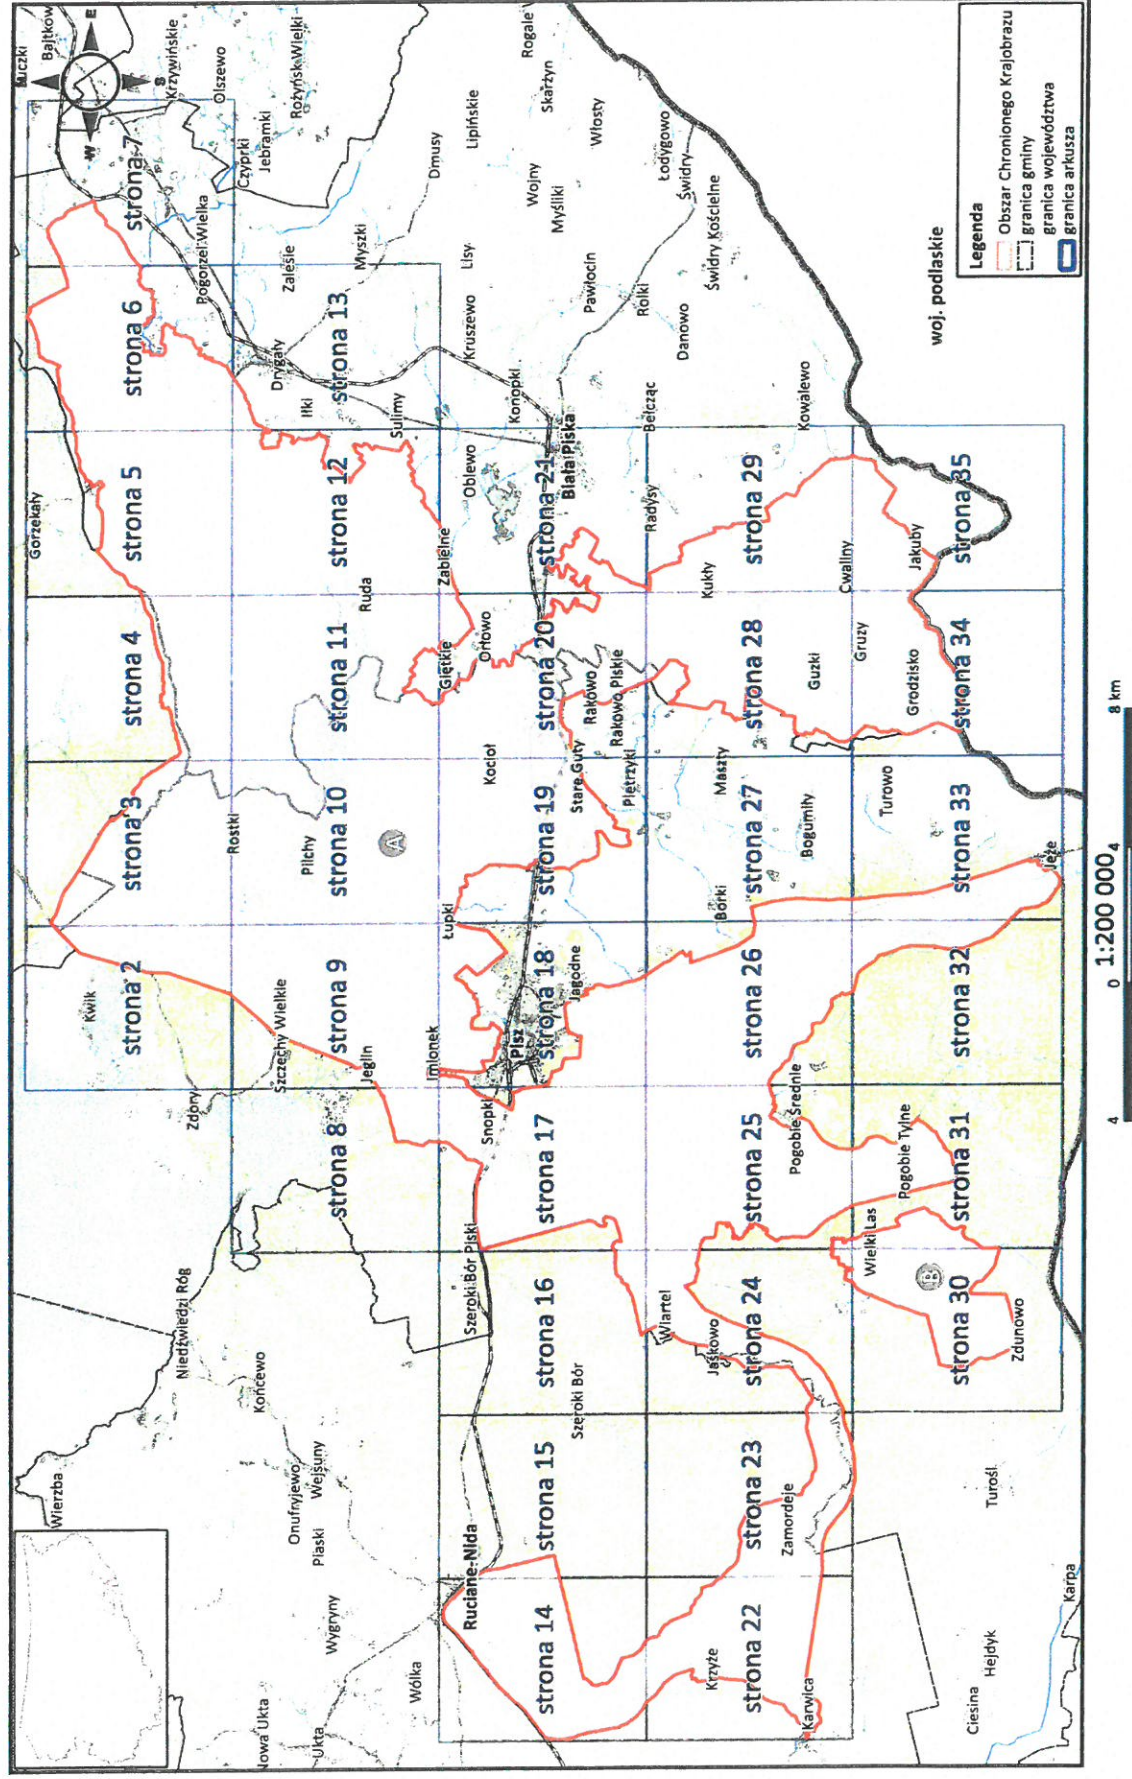 Wierzba
Kwik
Gorzekały
Bajtkow
W
E
S
strona 2
strona 3
strona 4
strona 5
strona 6
strona 7
Krzywińskie
Niedźwiedzi Róg
Zdory
Pogorzel Wielka
Olszewo
Nowa Ukta
Końcewo
Rostki
Czyprki
Jebramki
Onufryjewo
Szczechy Wielkie
Drygały
Zalesie
Rożyńsk Wielki
Ukta
Piaski
Wejsuny
Pilchy
Iłki
Wygryny
strona 8
strona 9
strona 10
strona 11
strona 12
strona 13
Jeglin
Ruda
Myszki
A
Sulimy
Wólka
Imionek
Łupki
Giętkie
Zabielne
Dmusy
Ruciane-Nida
Szeroki Bór Piski
Oblewo
Kruszewo
Lisy
Lipińskie
Snopki
Kocioł
Orłowo
Pisz
Konopki
Rogale
Wojny
strona 14
strona 15
strona 16
strona 17
strona 18
strona 19
strona 20
strona 21
Skarżyn
Myśliki
Biała Piska
Szeroki Bór
Jagodne
Stare Guty
Rakowo
Pawłocin
Włosty
Rakowo Piskie
Pietrzyki
Rolki
Wiartel
Radysy
Bełcząc
Łodygowo
Danowo
Świdry
Krzyże
Jaśkowo
Borki
Maszty
Kukły
Świdry Kościelne
strona 22
strona 23
strona 24
strona 25
strona 26
strona 27
strona 28
strona 29
Zamordeje
Pogobie Średnie
Karwica
Bogumiły
Guzki
Kowalewo
Cwaliny
Gruzy
Wielki Las
Turowo
Pogobie Tylne
Grodzisko
Jakuby
B
woj. podlaskie
strona 30
strona 31
strona 32
strona 33
strona 34
strona 35
Ciesina
Hejdyk
Turośl
Zdunowo
Jeże
Karpa
Legenda
Obszar Chronionego Krajobrazu
granica gminy
granica województwa
granica arkusza
1:200 000
4
0
4
8 km